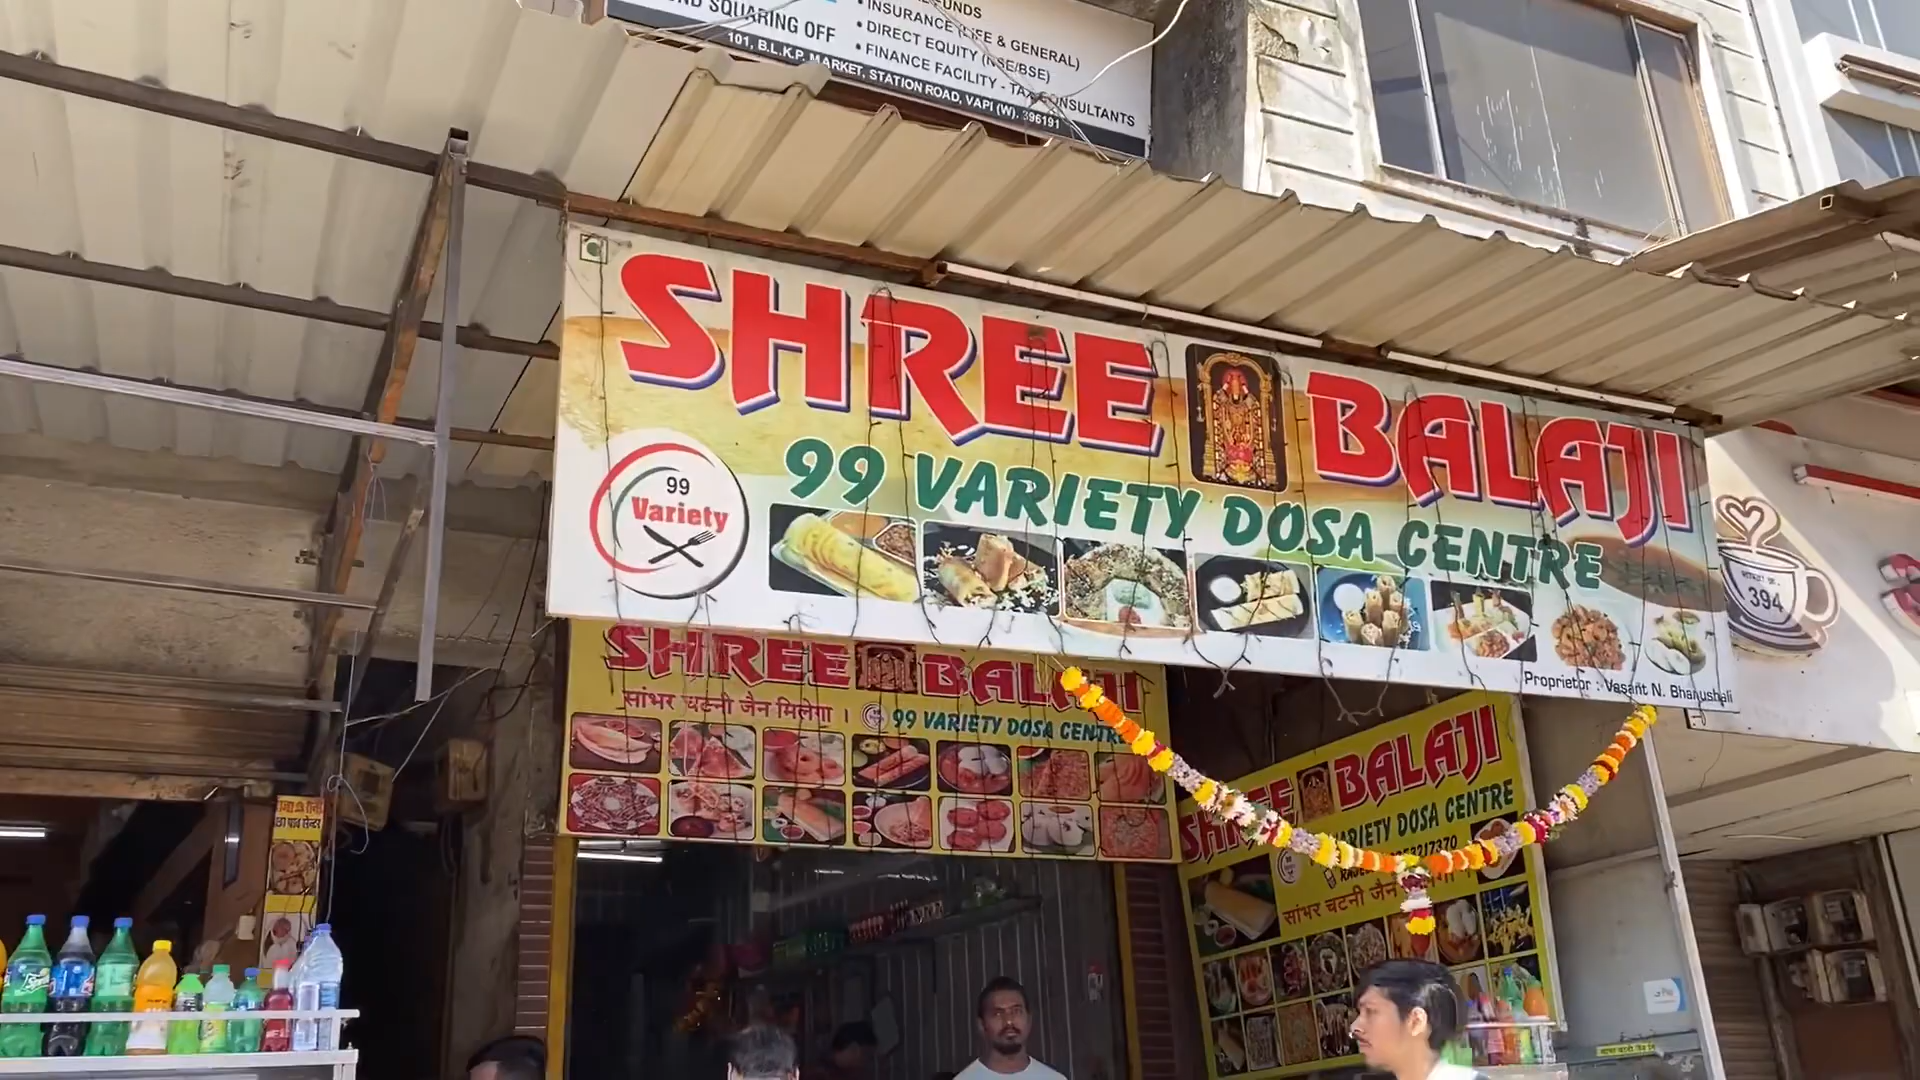 SQUARING OFF
FUNDS
• INSURANCE (LIFE & GENERAL)
• DIRECT EQUITY (NSE/BSE)
• FINANCE FACILITY - TAX CONSULTANTS
101, B.L.K.P. MARKET, STATION ROAD, VAPI (W). 396191
SHREE BALAJI
99 VARIETY DOSA CENTRE
99
Variety
Proprietor : Vasant N. Bhanushali
394
SHREE BALAJI
सांभर चटनी जैन मिलेगा ।
99 VARIETY DOSA CENTRE
SHREE BALAJI
VARIETY DOSA CENTRE
सांभर चटनी जैन